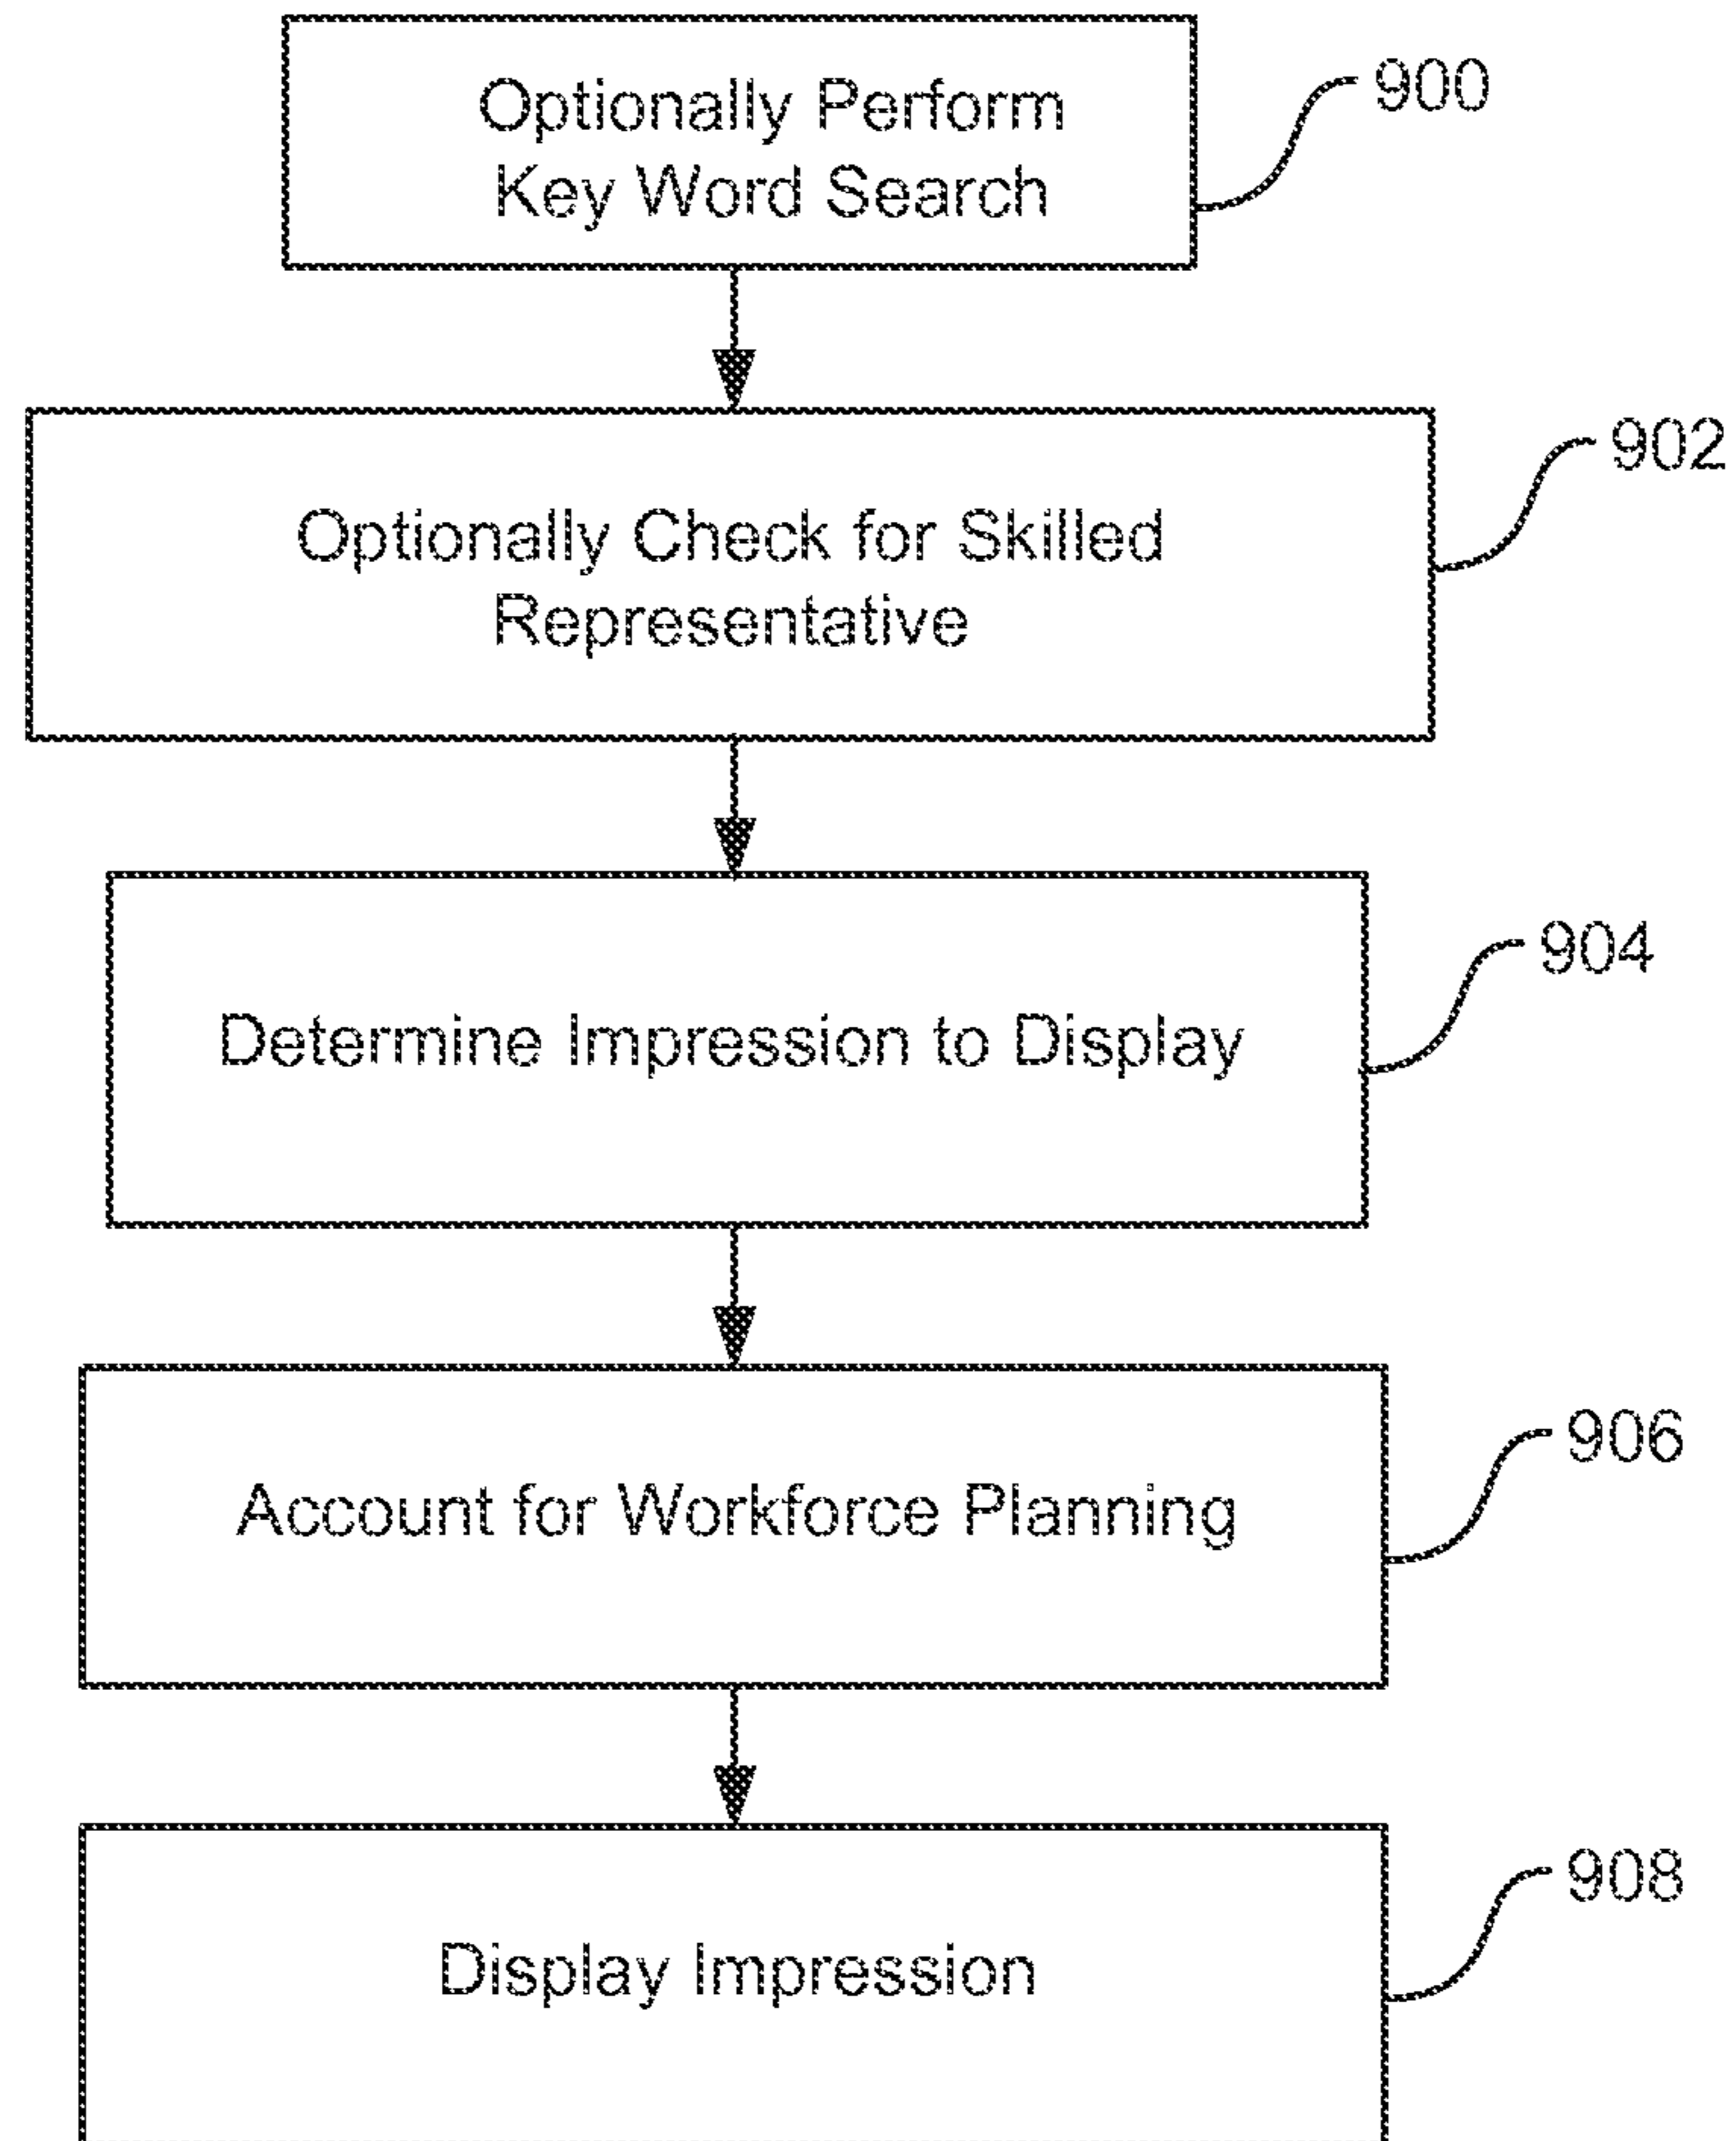 Optionally Perform
Key Word Search
900
Optionally Check for Skilled
Representative
902
Determine Impression to Display
904
Account for Workforce Planning
906
Display Impression
908